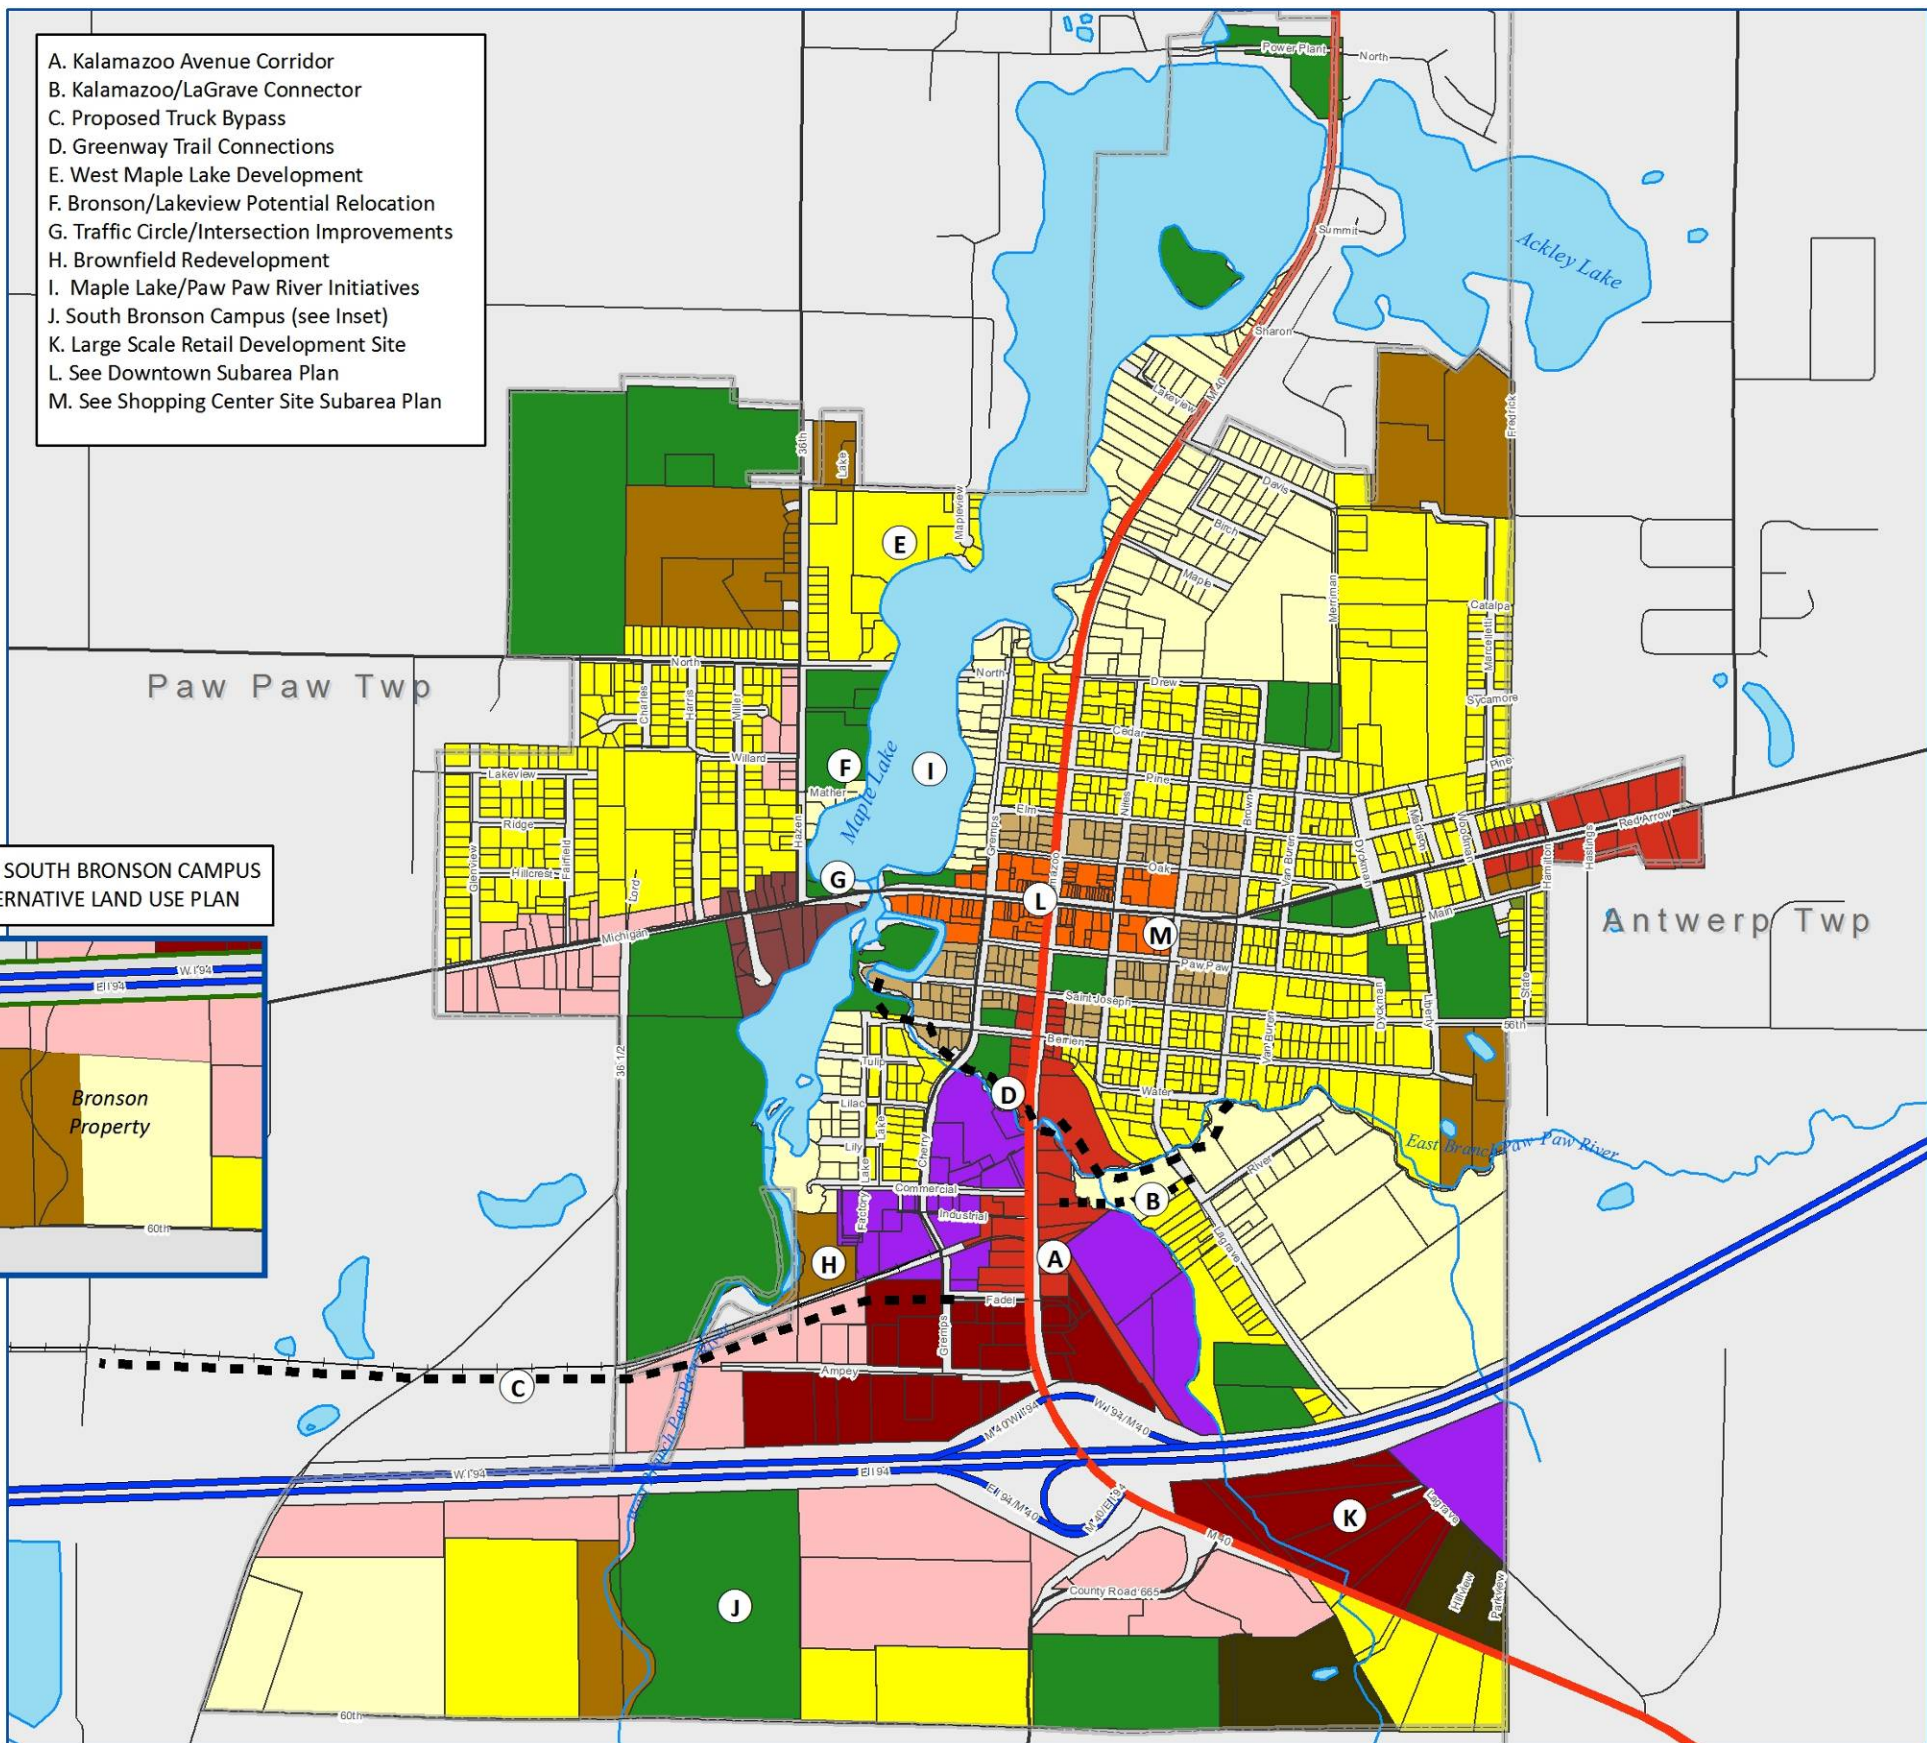 A. Kalamazoo Avenue Corridor
B. Kalamazoo/LaGrave Connector
C. Proposed Truck Bypass
D. Greenway Trail Connections
E. West Maple Lake Development
F. Bronson/Lakeview Potential Relocation
G. Traffic Circle/Intersection Improvements
H. Brownfield Redevelopment
I. Maple Lake/Paw Paw River Initiatives
J. South Bronson Campus (see Inset)
K. Large Scale Retail Development Site
L. See Downtown Subarea Plan
M. See Shopping Center Site Subarea Plan
Power Plant
North
Summit
Ackley Lake
Sharon
Lakeview
M 40
Fredrick
36th
Lake
Mapleview
Davis
Birch
Maple
Merriman
E
Catalpa
Marcelletti
Sycamore
Pine
Paw Paw Twp
North
Charles
Harris
Miller
Willard
Lakeview
Ridge
Hillcrest
Glenview
Fairfield
Lord
Hazen
Mather
F
Maple Lake
I
North
Drew
Cedar
Pine
Elm
Niles
Brown
Gremps
Oak
Van Buren
Dyckman
Madison
Woodman
Hamilton
Hastings
Red Arrow
G
L
M
Main
Michigan
Paw Paw
Saint Joseph
Dyckman
Liberty
State
56th
Antwerp Twp
SOUTH BRONSON CAMPUS
ERNATIVE LAND USE PLAN
W I 94
E I 94
Bronson
Property
60th
36 1/2
Berrien
Van Buren
Water
Tulip
Lilac
Lily
Lake
Cherry
D
East Branch Paw Paw River
River
B
Commercial
Factory
Lake
Industrial
Lagrave
H
A
Fadel
Gremps
Ampey
C
M 40/W I 94
W I 94/M 40
W I 94
E I 94
E I 94/M 40
M 40/E I 94
M 40
K
Lagrave
Hillview
Parkview
County Road 665
J
60th